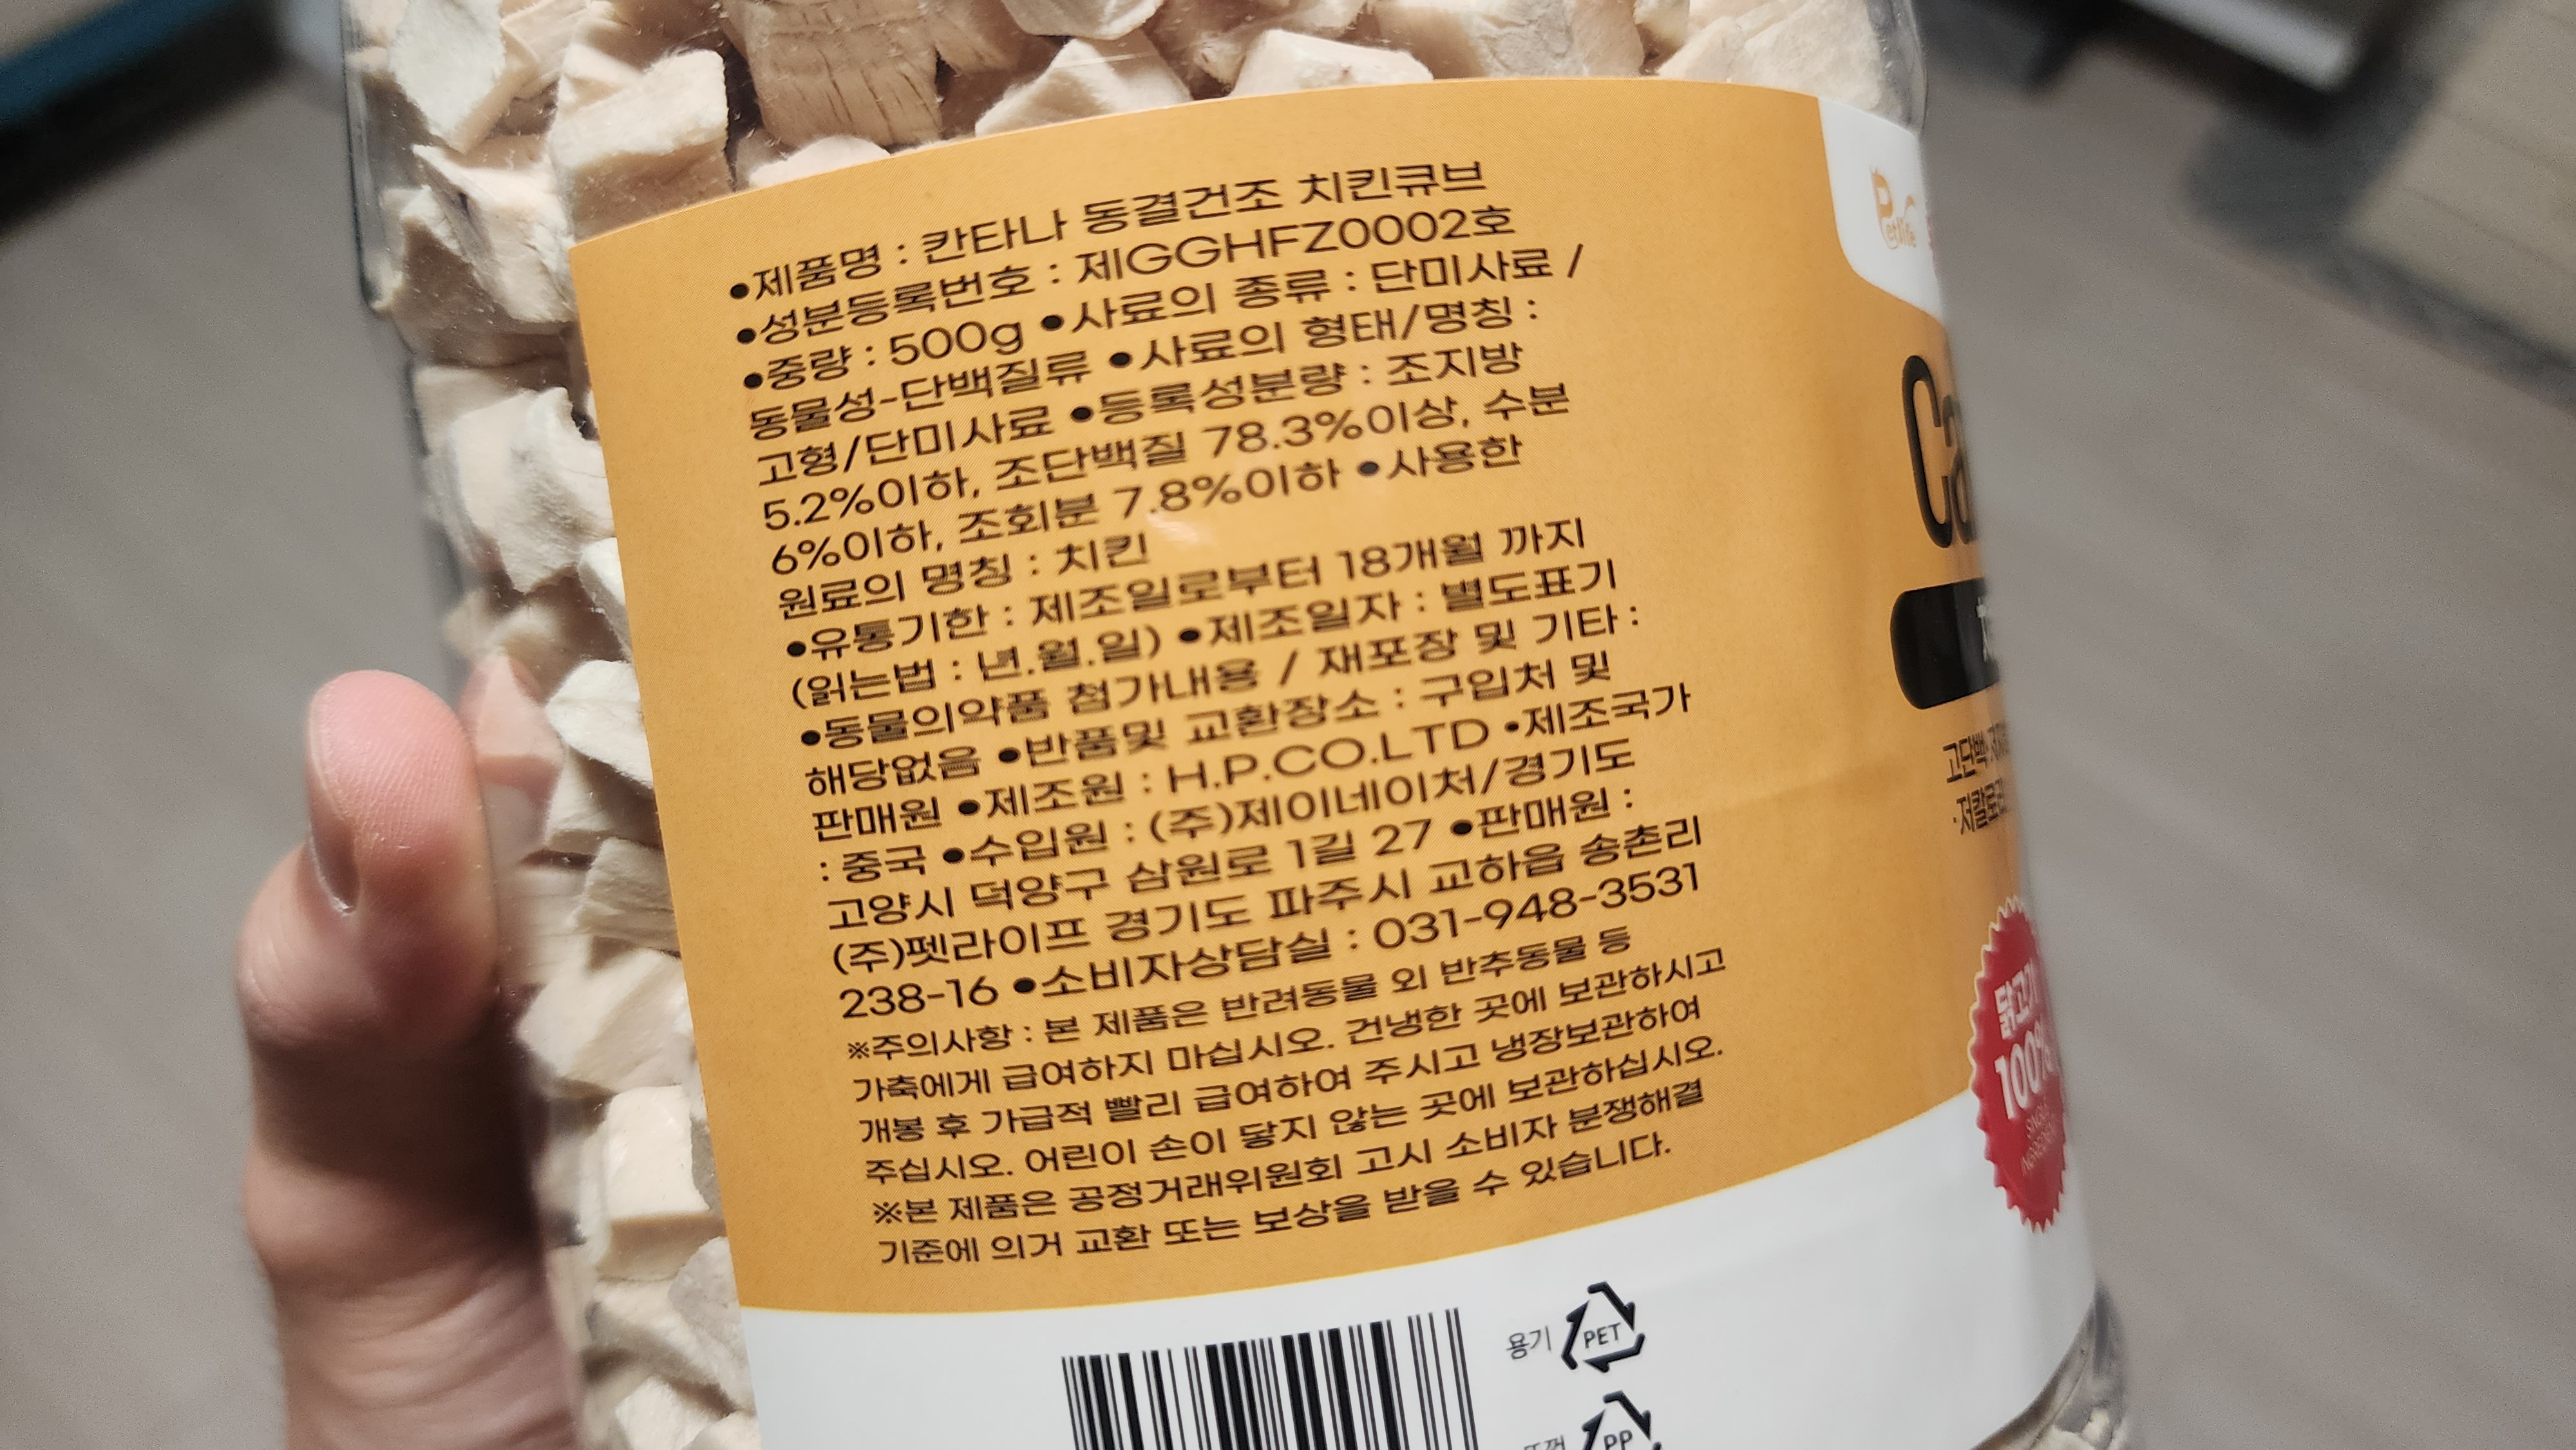 ●제품명 : 칸타나 동결건조 치킨큐브
●성분등록번호 : 제GGHFZ0002호
●중량 : 500g ●사료의 종류 : 단미사료 /
동물성-단백질류 ●사료의 형태/명칭 :
고형/단미사료 ●등록성분량 : 조지방
5.2%이하, 조단백질 78.3%이상, 수분
6%이하, 조회분 7.8%이하 ●사용한
원료의 명칭 : 치킨
●유통기한 : 제조일로부터 18개월 까지
(읽는법 : 년.월.일) ●제조일자 : 별도표기
●동물의약품 첨가내용 / 재포장 및 기타 :
해당없음 ●반품및 교환장소 : 구입처 및
판매원 ●제조원 : H.P.CO.LTD •제조국가
: 중국 ●수입원 : (주)제이네이처/경기도
고양시 덕양구 삼원로 1길 27 ●판매원 :
(주)펫라이프 경기도 파주시 교하읍 송촌리
238-16 ●소비자상담실 : 031-948-3531
※주의사항 : 본 제품은 반려동물 외 반추동물 등
가축에게 급여하지 마십시오. 건냉한 곳에 보관하시고
개봉 후 가급적 빨리 급여하여 주시고 냉장보관하여
주십시오. 어린이 손이 닿지 않는 곳에 보관하십시오.
※본 제품은 공정거래위원회 고시 소비자 분쟁해결
기준에 의거 교환 또는 보상을 받을 수 있습니다.
용기 PET
PP
Petlife
Ca
고단백
·저칼로
닭고기
100%